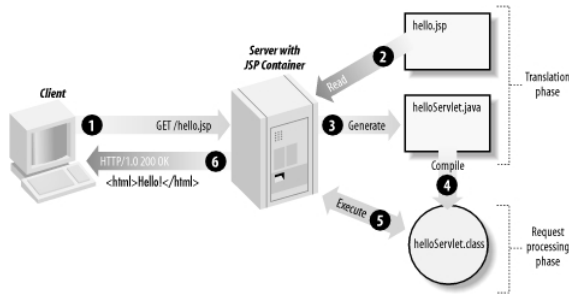 hello.jsp
Server with
JSP Container
2
Read
Translation
phase
Client
helloServlet.java
1
GET /hello.jsp
3
Generate
HTTP/1.0 200 OK
6
<html>Hello!</html>
Compile
4
Execute
5
helloServlet.class
Request
processing
phase